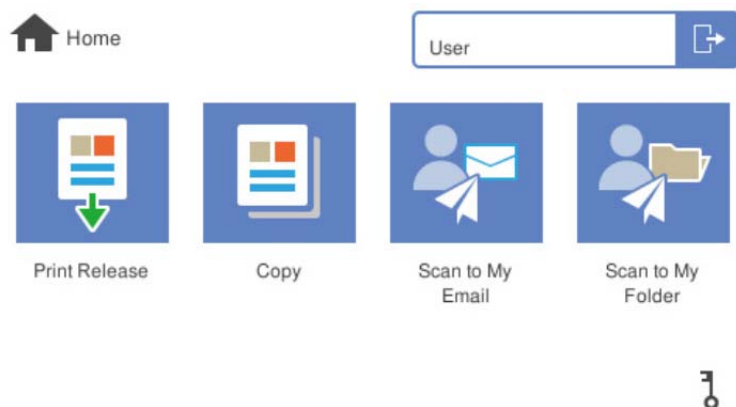 Home
User
Print Release
Copy
Scan to My
Email
Scan to My
Folder